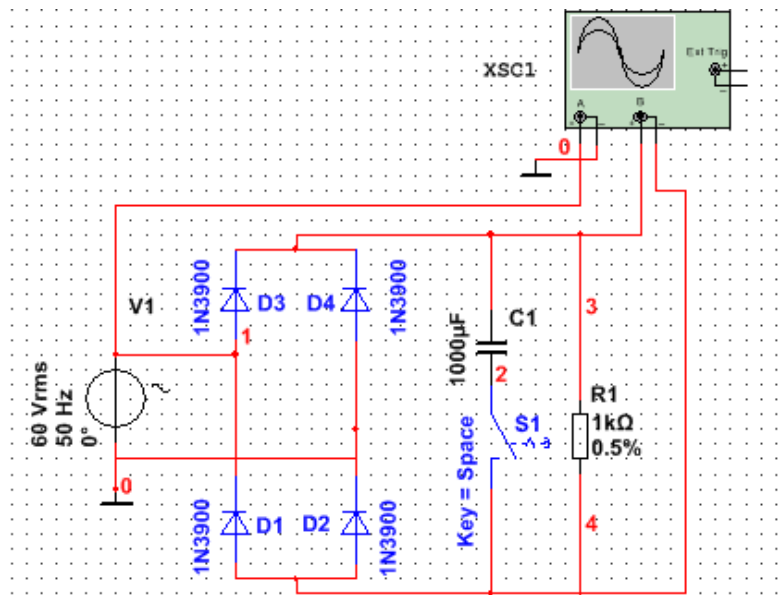 XSC1
Ext Trig
+
–
A
B
+
–
+
–
0
V1
60 Vrms
50 Hz
0°
0
1N3900
D3
D4
1N3900
1
1N3900
D1
D2
1N3900
C1
1000µF
2
S1
Key = Space
3
R1
1kΩ
0.5%
4